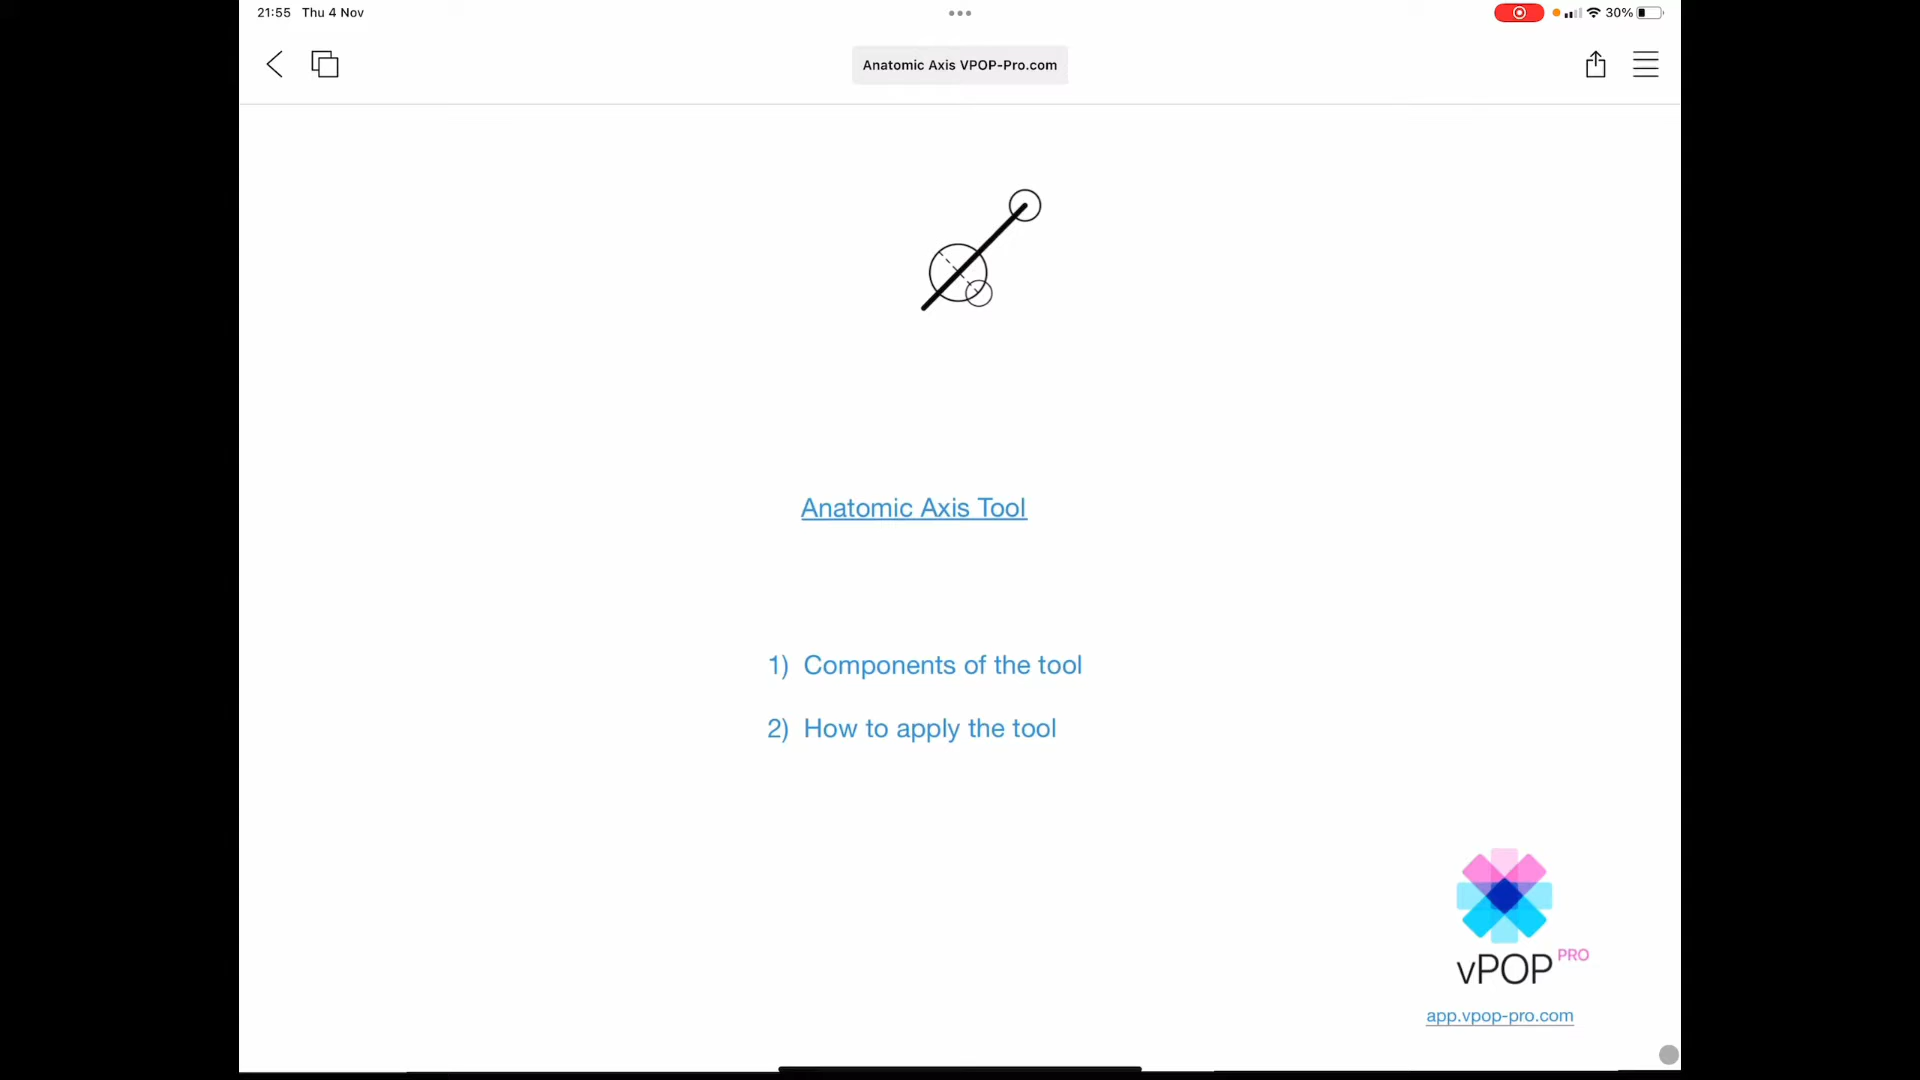 21:55 Thu 4 Nov
30%
Anatomic Axis VPOP-Pro.com
Anatomic Axis Tool
1) Components of the tool
2) How to apply the tool
vPOP PRO
app.vpop-pro.com